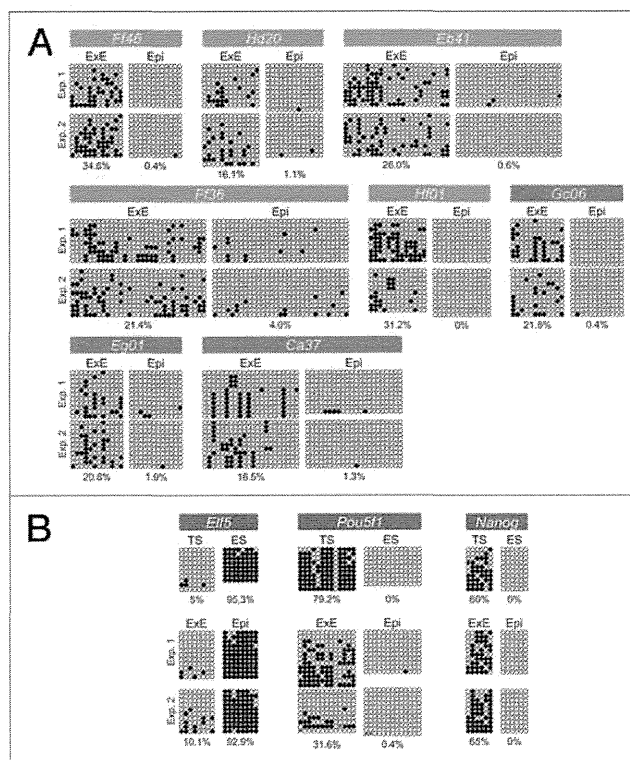 A
Ef46 Hd20 Eh41
ExE Epi ExE Epi ExE Epi
Exp. 1
Exp. 2
34.6% 0.4% 16.1% 1.1% 26.0% 0.6%
Ff36 Hf01 Gc06
ExE Epi ExE Epi ExE Epi
Exp. 1
Exp. 2
21.4% 4.0% 31.2% 0% 21.8% 0.4%
Eg01 Ca37
ExE Epi ExE Epi
Exp. 1
Exp. 2
20.8% 1.9% 16.5% 1.3%
B
Elf5 Pou5f1 Nanog
TS ES TS ES TS ES
5% 95,3% 79.2% 0% 60% 0%
ExE Epi ExE Epi ExE Epi
Exp. 1
Exp. 2
10.1% 92.9% 31.6% 0.4% 65% 0%